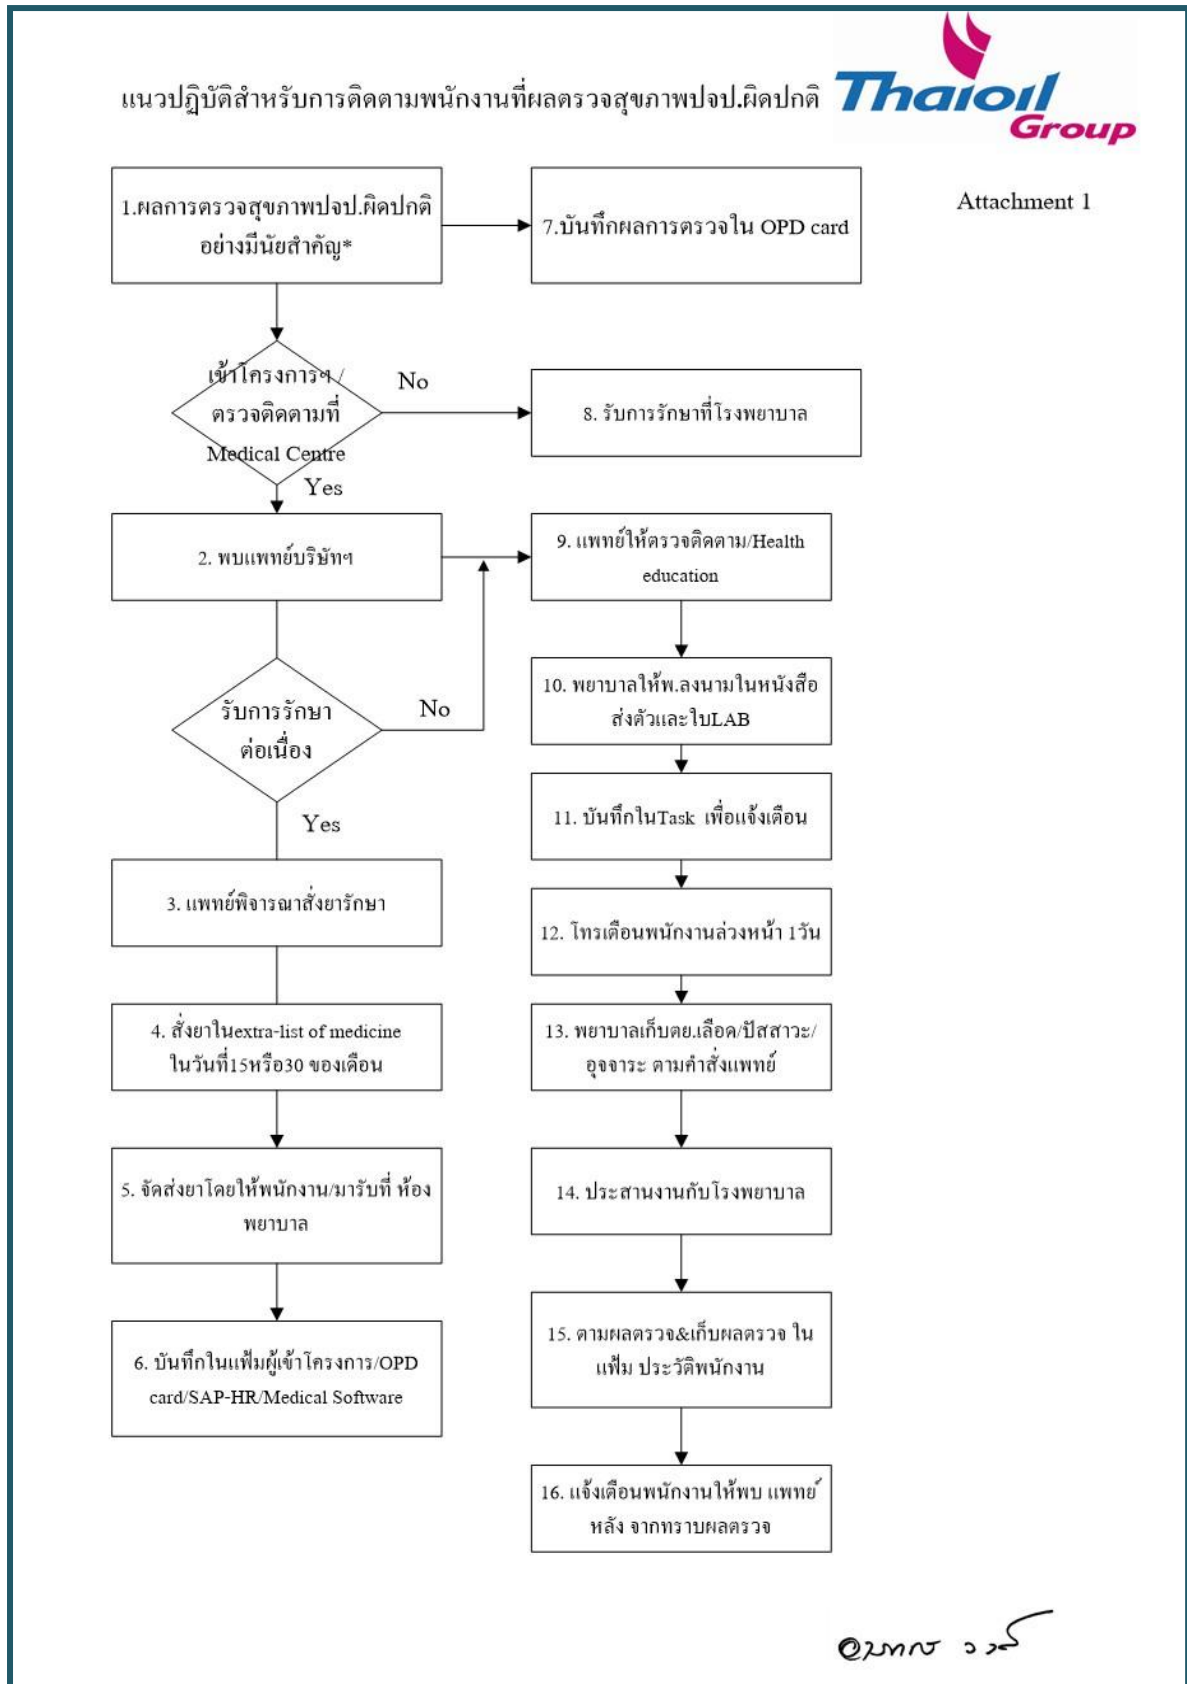 แนวปฏิบัติสำหรับการติดตามพนักงานที่ผลตรวจสุขภาพปจป.ผิดปกติ
Thaioil
Group
Attachment 1
1.ผลการตรวจสุขภาพปจป.ผิดปกติ
อย่างมีนัยสำคัญ*
7.บันทึกผลการตรวจใน OPD card
เข้าโครงการฯ /
ตรวจติดตามที่
Medical Centre
No
8. รับการรักษาที่โรงพยาบาล
Yes
2. พบแพทย์บริษัทฯ
9. แพทย์ให้ตรวจติดตาม/Health
education
รับการรักษา
ต่อเนื่อง
No
10. พยาบาลให้พ.ลงนามในหนังสือ
ส่งตัวและใบLAB
Yes
11. บันทึกในTask เพื่อแจ้งเตือน
3. แพทย์พิจารณาสั่งยารักษา
12. โทรเตือนพนักงานล่วงหน้า 1วัน
4. สั่งยาในextra-list of medicine
ในวันที่15หรือ30 ของเดือน
13. พยาบาลเก็บตย.เลือด/ปัสสาวะ/
อุจจาระ ตามคำสั่งแพทย์
5. จัดส่งยาโดยให้พนักงาน/มารับที่ ห้อง
พยาบาล
14. ประสานงานกับโรงพยาบาล
6. บันทึกในแฟ้มผู้เข้าโครงการ/OPD
card/SAP-HR/Medical Software
15. ตามผลตรวจ&เก็บผลตรวจ ใน
แฟ้ม ประวัติพนักงาน
16. แจ้งเตือนพนักงานให้พบ แพทย์
หลัง จากทราบผลตรวจ